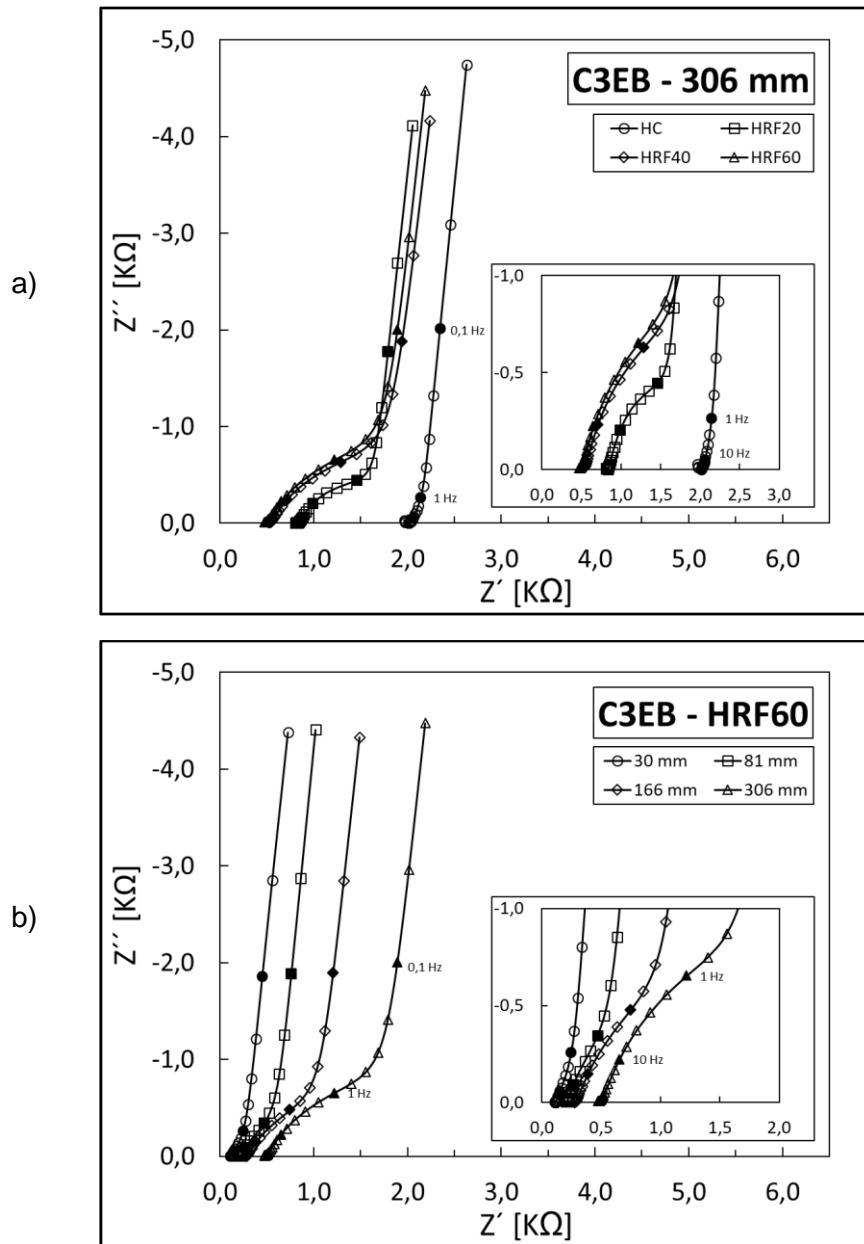 a)
C3EB - 306 mm
HC HRF20
HRF40 HRF60
Z´´ [KΩ]
-5,0
-4,0
-3,0
-2,0
-1,0
0,0
0,1 Hz
1 Hz
-1,0
-0,5
0,0
1 Hz
10 Hz
0,0 0,5 1,0 1,5 2,0 2,5 3,0
0,0 1,0 2,0 3,0 4,0 5,0 6,0
Z´ [KΩ]
b)
C3EB - HRF60
30 mm 81 mm
166 mm 306 mm
Z´´ [KΩ]
-5,0
-4,0
-3,0
-2,0
-1,0
0,0
0,1 Hz
1 Hz
-1,0
-0,5
0,0
1 Hz
10 Hz
0,0 0,5 1,0 1,5 2,0
0,0 1,0 2,0 3,0 4,0 5,0 6,0
Z´ [KΩ]